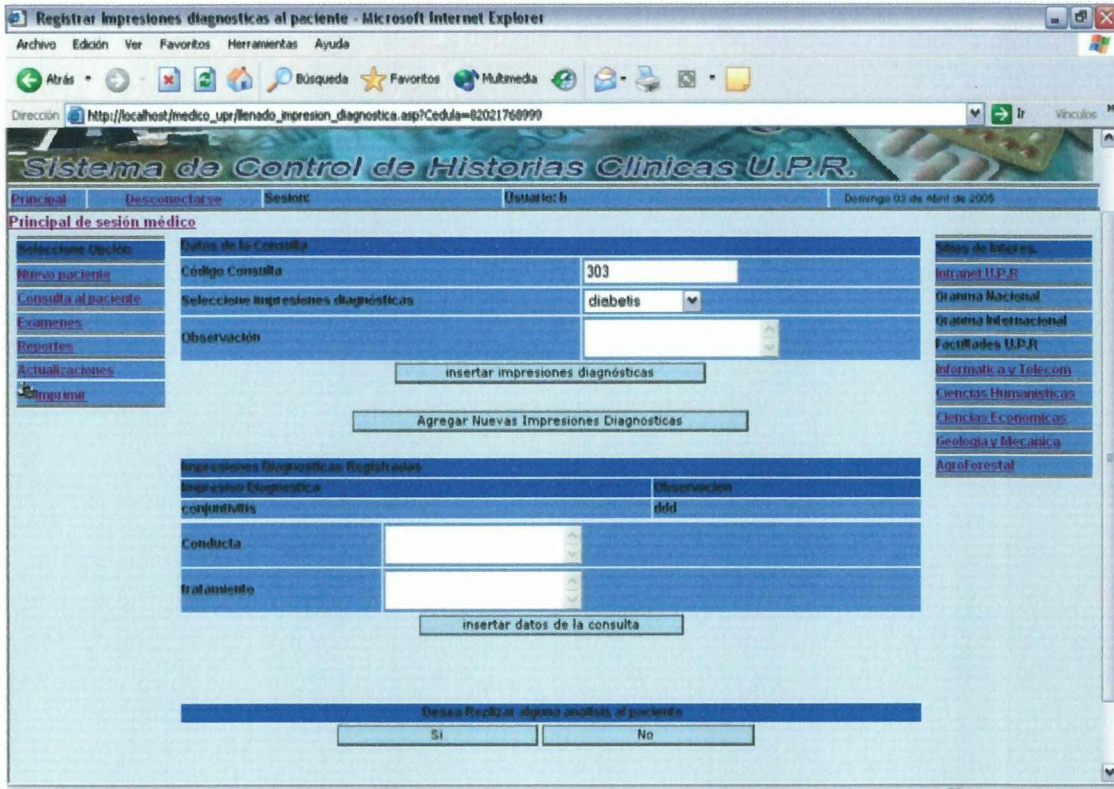 Registrar Impresiones diagnosticas al paciente - Microsoft Internet Explorer
Archivo Edición Ver Favoritos Herramientas Ayuda
Atrás Búsqueda Favoritos Multimedia
Dirección http://localhost/medico_upr/llenado_impresion_diagnostica.asp?Cedula=82021768999 Ir Vínculos
Sistema de Control de Historias Clínicas U.P.R.
Principal Desconectarse Sesion: Usuario: b Domingo 03 de Abril de 2005
Principal de sesión médico
Seleccione Opción
Nuevo paciente
Consulta al paciente
Examenes
Reportes
Actualizaciones
Imprimir
Datos de la Consulta
Código Consulta 303
Seleccione impresiones diagnósticas diabetis
Observación
insertar impresiones diagnósticas
Agregar Nuevas Impresiones Diagnosticas
Impresiones Diagnosticas Registradas
Impresion Diagnostica Observacion
conjuntivitis ddd
Conducta
tratamiento
insertar datos de la consulta
Desea Realizar alguno analisis al paciente
Si No
Sitios de Interes.
Intranet U.P.R
Granma Nacional
Granma Internacional
Facultades U.P.R
Informatica y Telecom
Ciencias Humanisticas
Ciencias Economicas
Geologia y Mecanica
AgroForestal